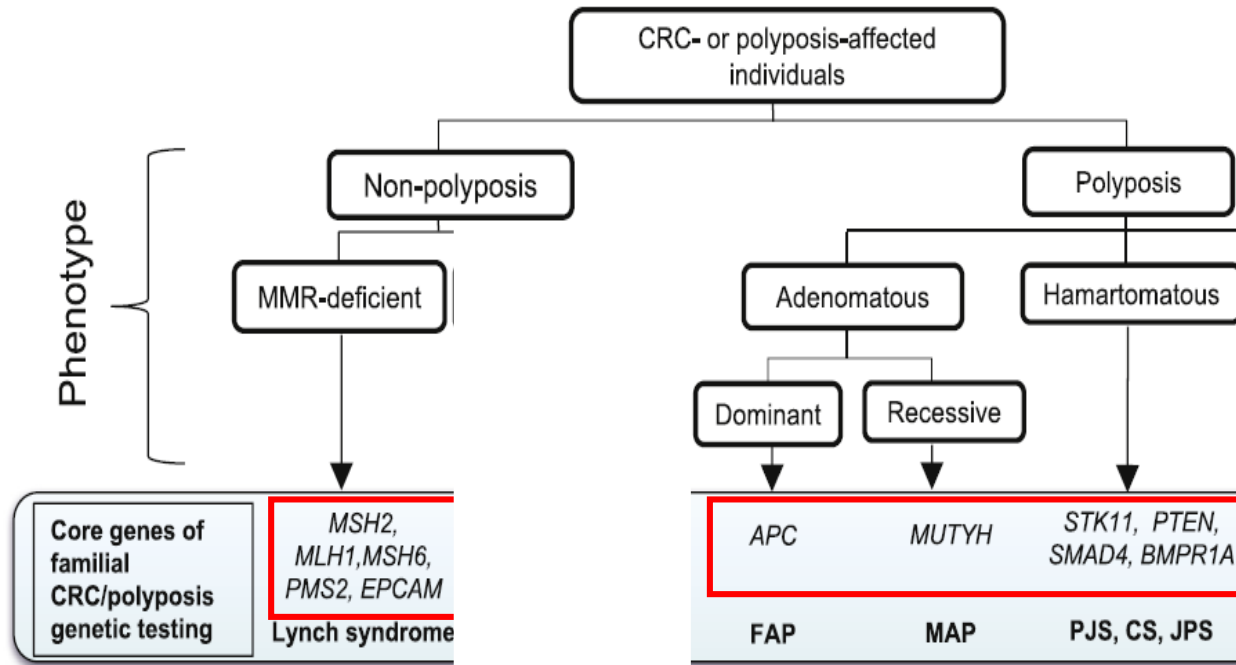 CRC- or polyposis-affected
individuals
Phenotype
Non-polyposis
Polyposis
MMR-deficient
Adenomatous
Hamartomatous
Dominant
Recessive
Core genes of
familial
CRC/polyposis
genetic testing
MSH2,
MLH1,MSH6,
PMS2, EPCAM
Lynch syndrome
APC
FAP
MUTYH
MAP
STK11, PTEN,
SMAD4, BMPR1A
PJS, CS, JPS